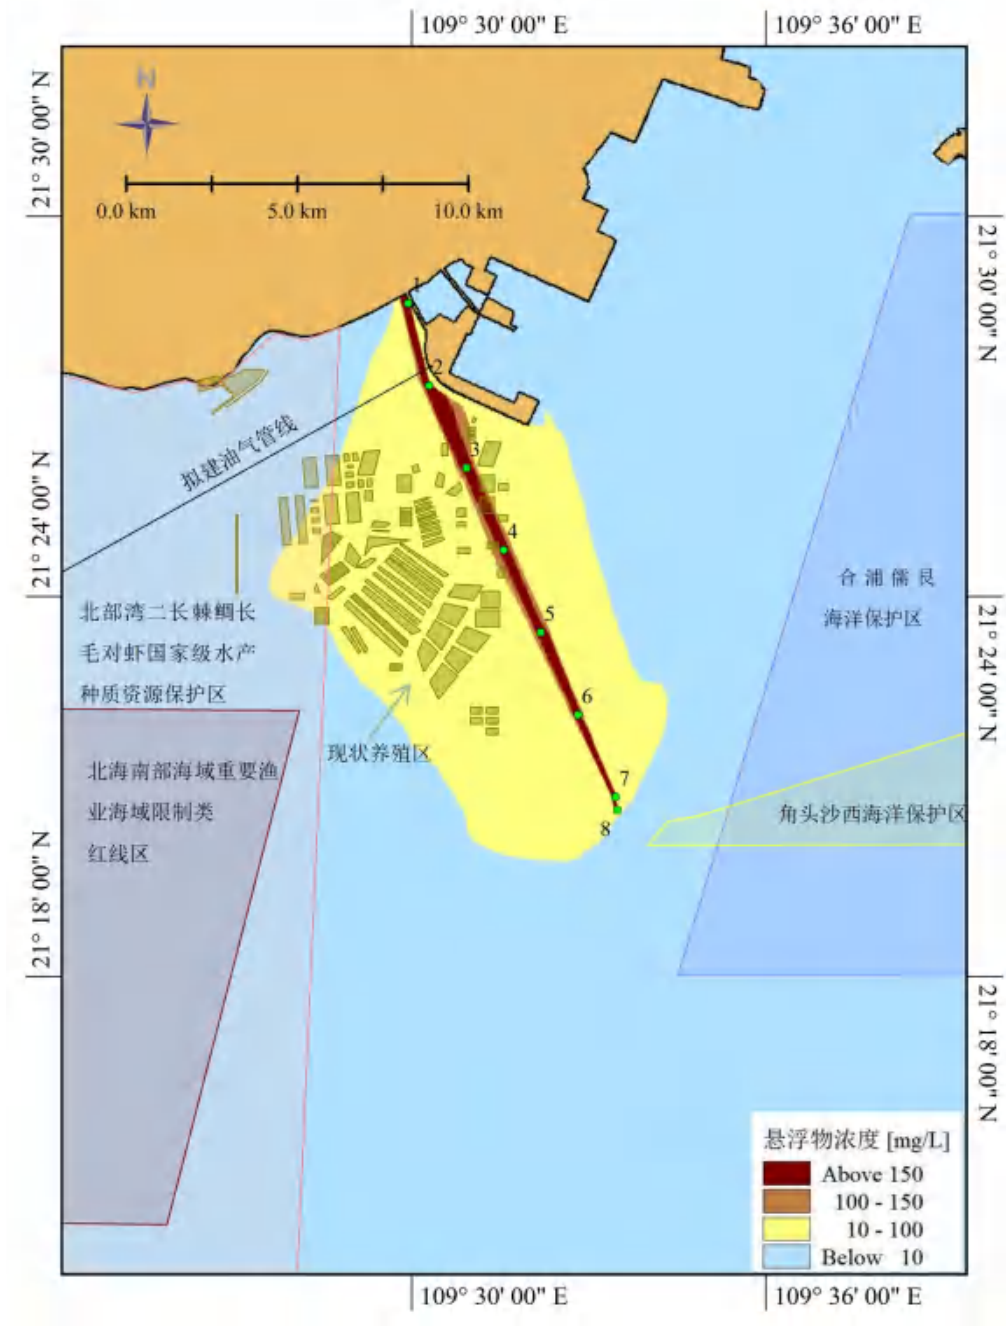 109° 30' 00" E
109° 36' 00" E
N
21° 30' 00" N
0.0 km
5.0 km
10.0 km
21° 30' 00" N
1
2
拟建油气管线
3
21° 24' 00" N
4
合浦儒艮
海洋保护区
北部湾二长棘鲷长
毛对虾国家级水产
种质资源保护区
5
21° 24' 00" N
6
现状养殖区
北海南部海域重要渔
业海域限制类
红线区
7
8
角头沙西海洋保护区
21° 18' 00" N
21° 18' 00" N
悬浮物浓度 [mg/L]
Above 150
100 - 150
10 - 100
Below 10
109° 30' 00" E
109° 36' 00" E